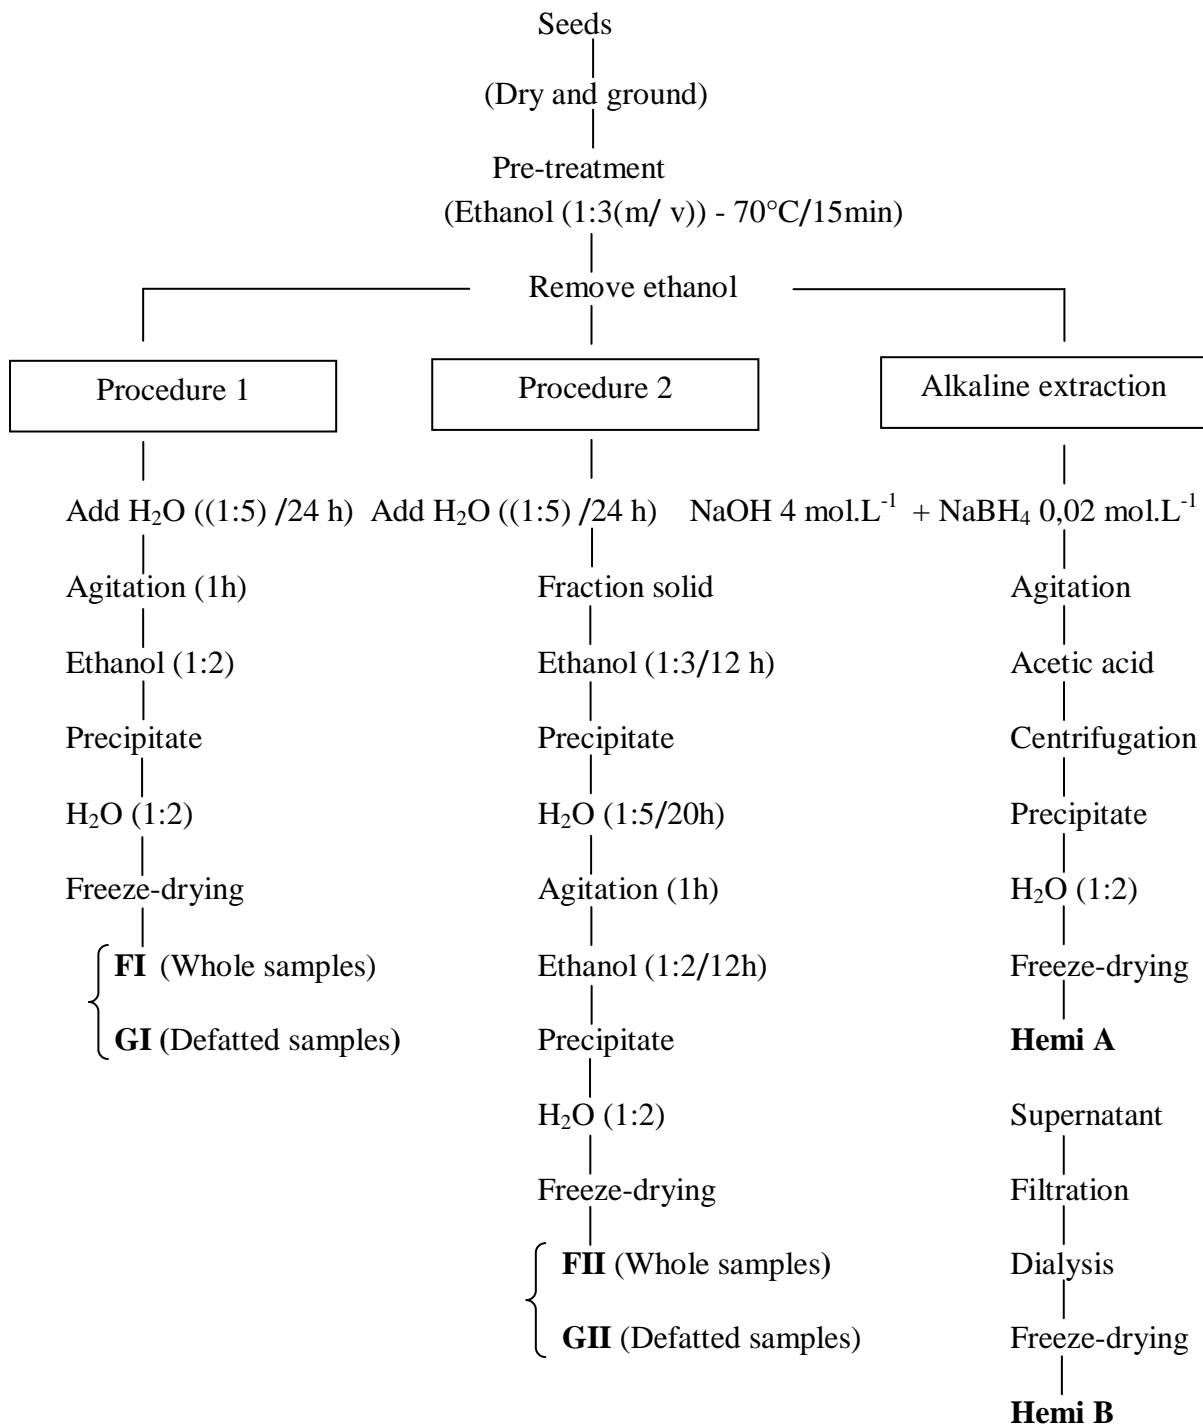 Seeds
(Dry and ground)
Pre-treatment
(Ethanol (1:3(m/ v)) - 70°C/15min)
Remove ethanol
Procedure 1
Add H₂O ((1:5) /24 h)
Agitation (1h)
Ethanol (1:2)
Precipitate
H₂O (1:2)
Freeze-drying
FI (Whole samples)
GI (Defatted samples)
Procedure 2
Add H₂O ((1:5) /24 h)
Fraction solid
Ethanol (1:3/12 h)
Precipitate
H₂O (1:5/20h)
Agitation (1h)
Ethanol (1:2/12h)
Precipitate
H₂O (1:2)
Freeze-drying
FII (Whole samples)
GII (Defatted samples)
Alkaline extraction
NaOH 4 mol.L⁻¹ + NaBH₄ 0,02 mol.L⁻¹
Agitation
Acetic acid
Centrifugation
Precipitate
H₂O (1:2)
Freeze-drying
Hemi A
Supernatant
Filtration
Dialysis
Freeze-drying
Hemi B